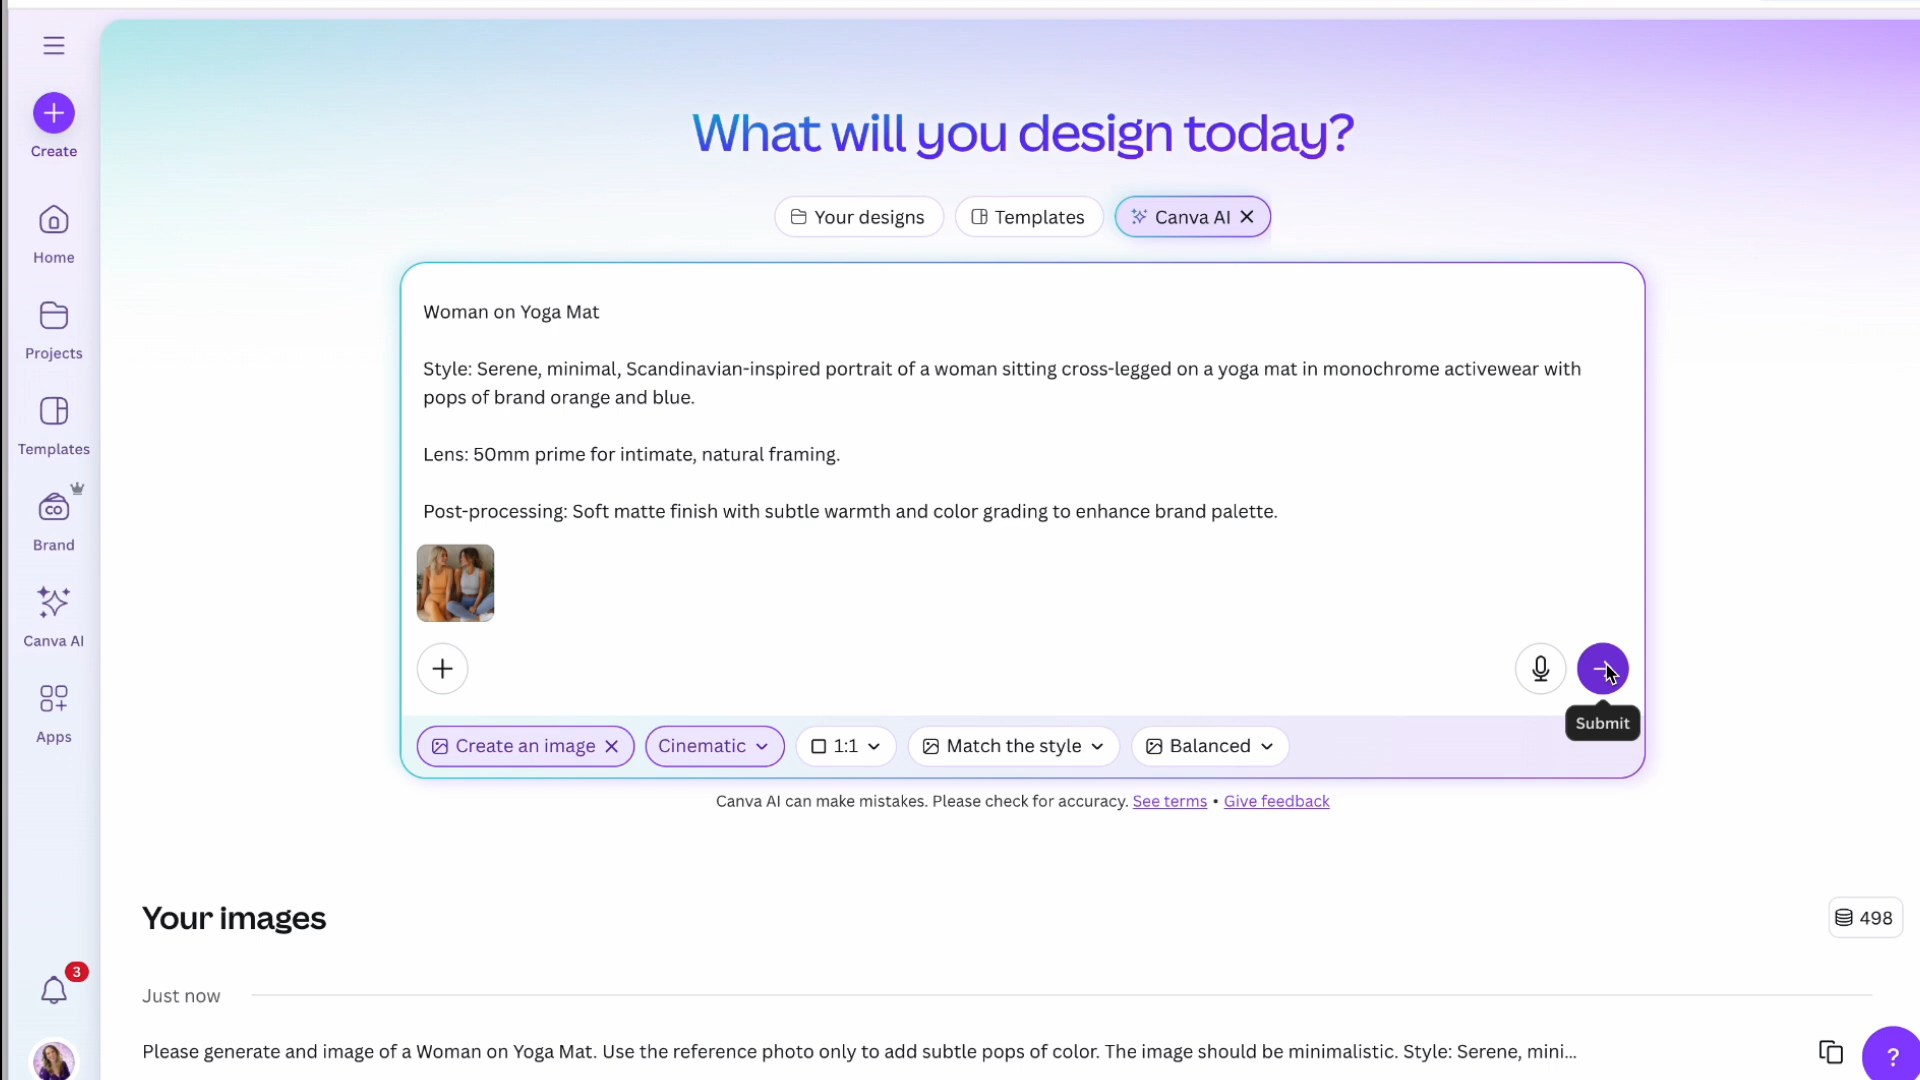 Create
Home
Projects
Templates
Brand
CO
Canva AI
Apps
3
What will you design today?
Your designs
Templates
Canva AI
Woman on Yoga Mat
Style: Serene, minimal, Scandinavian-inspired portrait of a woman sitting cross-legged on a yoga mat in monochrome activewear with
pops of brand orange and blue.
Lens: 50mm prime for intimate, natural framing.
Post-processing: Soft matte finish with subtle warmth and color grading to enhance brand palette.
Submit
Create an image
Cinematic
1:1
Match the style
Balanced
Canva AI can make mistakes. Please check for accuracy. See terms • Give feedback
Your images
498
Just now
Please generate and image of a Woman on Yoga Mat. Use the reference photo only to add subtle pops of color. The image should be minimalistic. Style: Serene, mini...
?